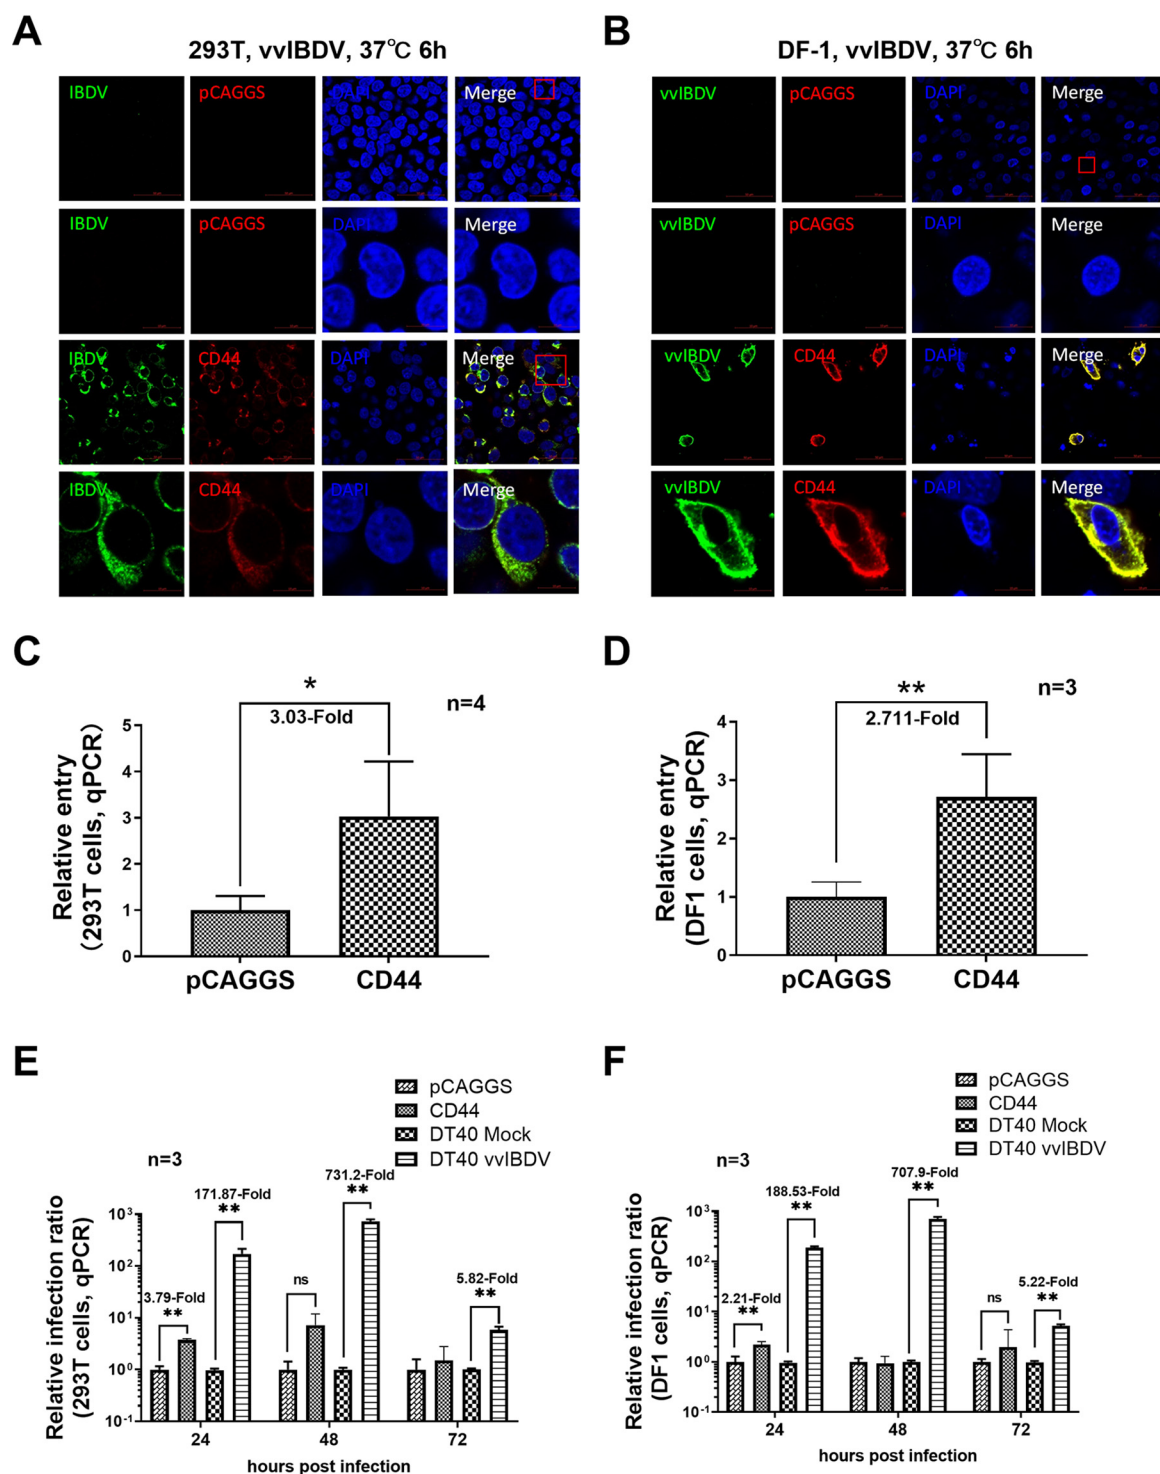 A
293T, vvIBDV, 37℃ 6h
IBDV pCAGGS DAPI Merge
IBDV pCAGGS DAPI Merge
IBDV CD44 DAPI Merge
IBDV CD44 DAPI Merge
B
DF-1, vvIBDV, 37℃ 6h
vvIBDV pCAGGS DAPI Merge
vvIBDV pCAGGS DAPI Merge
vvIBDV CD44 DAPI Merge
vvIBDV CD44 DAPI Merge
C
*
3.03-Fold
n=4
Relative entry
(293T cells, qPCR)
5
4
3
2
1
0
pCAGGS CD44
D
**
2.711-Fold
n=3
Relative entry
(DF1 cells, qPCR)
4
3
2
1
0
pCAGGS CD44
E
pCAGGS
CD44
DT40 Mock
DT40 vvIBDV
n=3
Relative infection ratio
(293T cells, qPCR)
10³
10²
10¹
10⁰
10⁻¹
3.79-Fold
**
171.87-Fold
**
ns
731.2-Fold
**
5.82-Fold
**
24 48 72
hours post infection
F
pCAGGS
CD44
DT40 Mock
DT40 vvIBDV
n=3
Relative infection ratio
(DF1 cells, qPCR)
10³
10²
10¹
10⁰
10⁻¹
2.21-Fold
**
188.53-Fold
**
707.9-Fold
**
ns
5.22-Fold
**
24 48 72
hours post infection